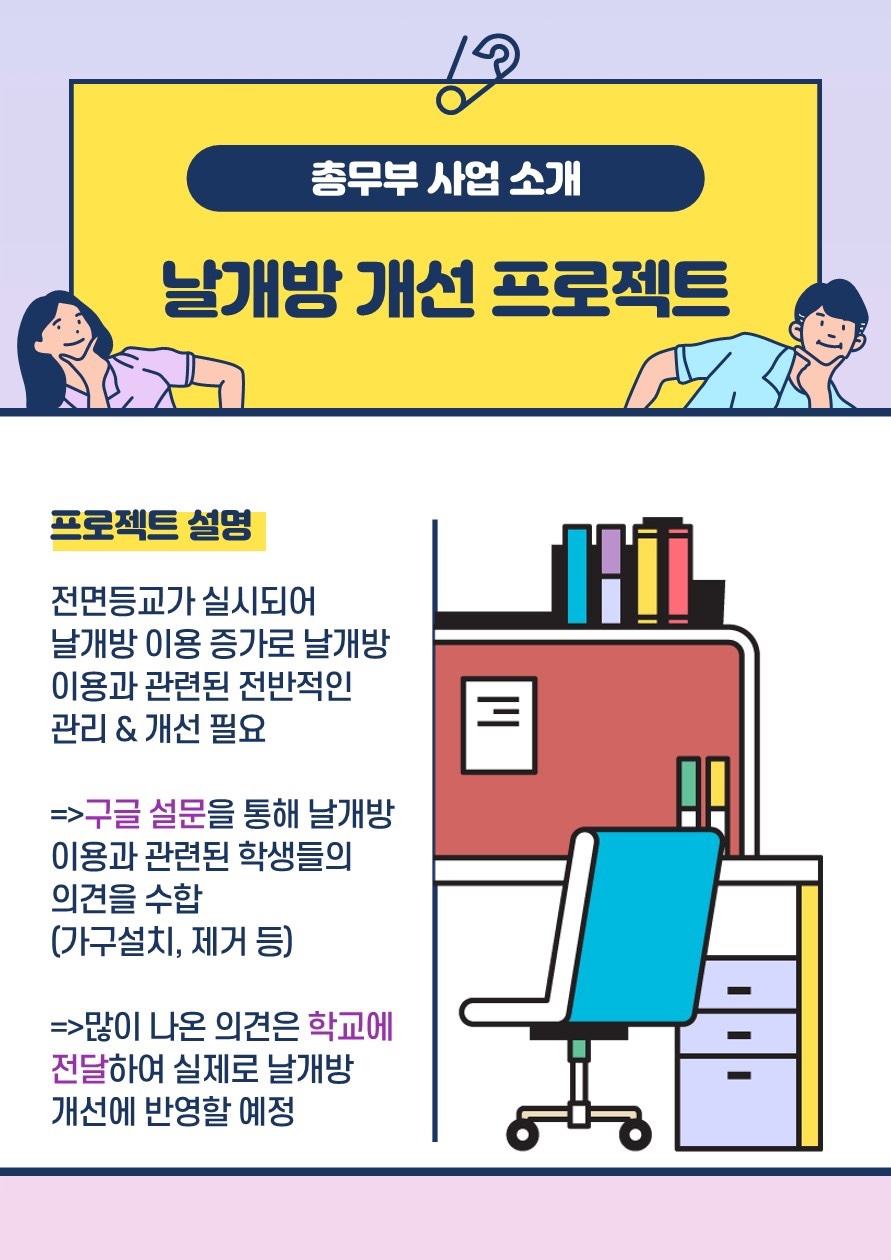 총무부 사업 소개
날개방 개선 프로젝트
프로젝트 설명
전면등교가 실시되어
날개방 이용 증가로 날개방
이용과 관련된 전반적인
관리 & 개선 필요
=>구글 설문을 통해 날개방
이용과 관련된 학생들의
의견을 수합
(가구설치, 제거 등)
=>많이 나온 의견은 학교에
전달하여 실제로 날개방
개선에 반영할 예정